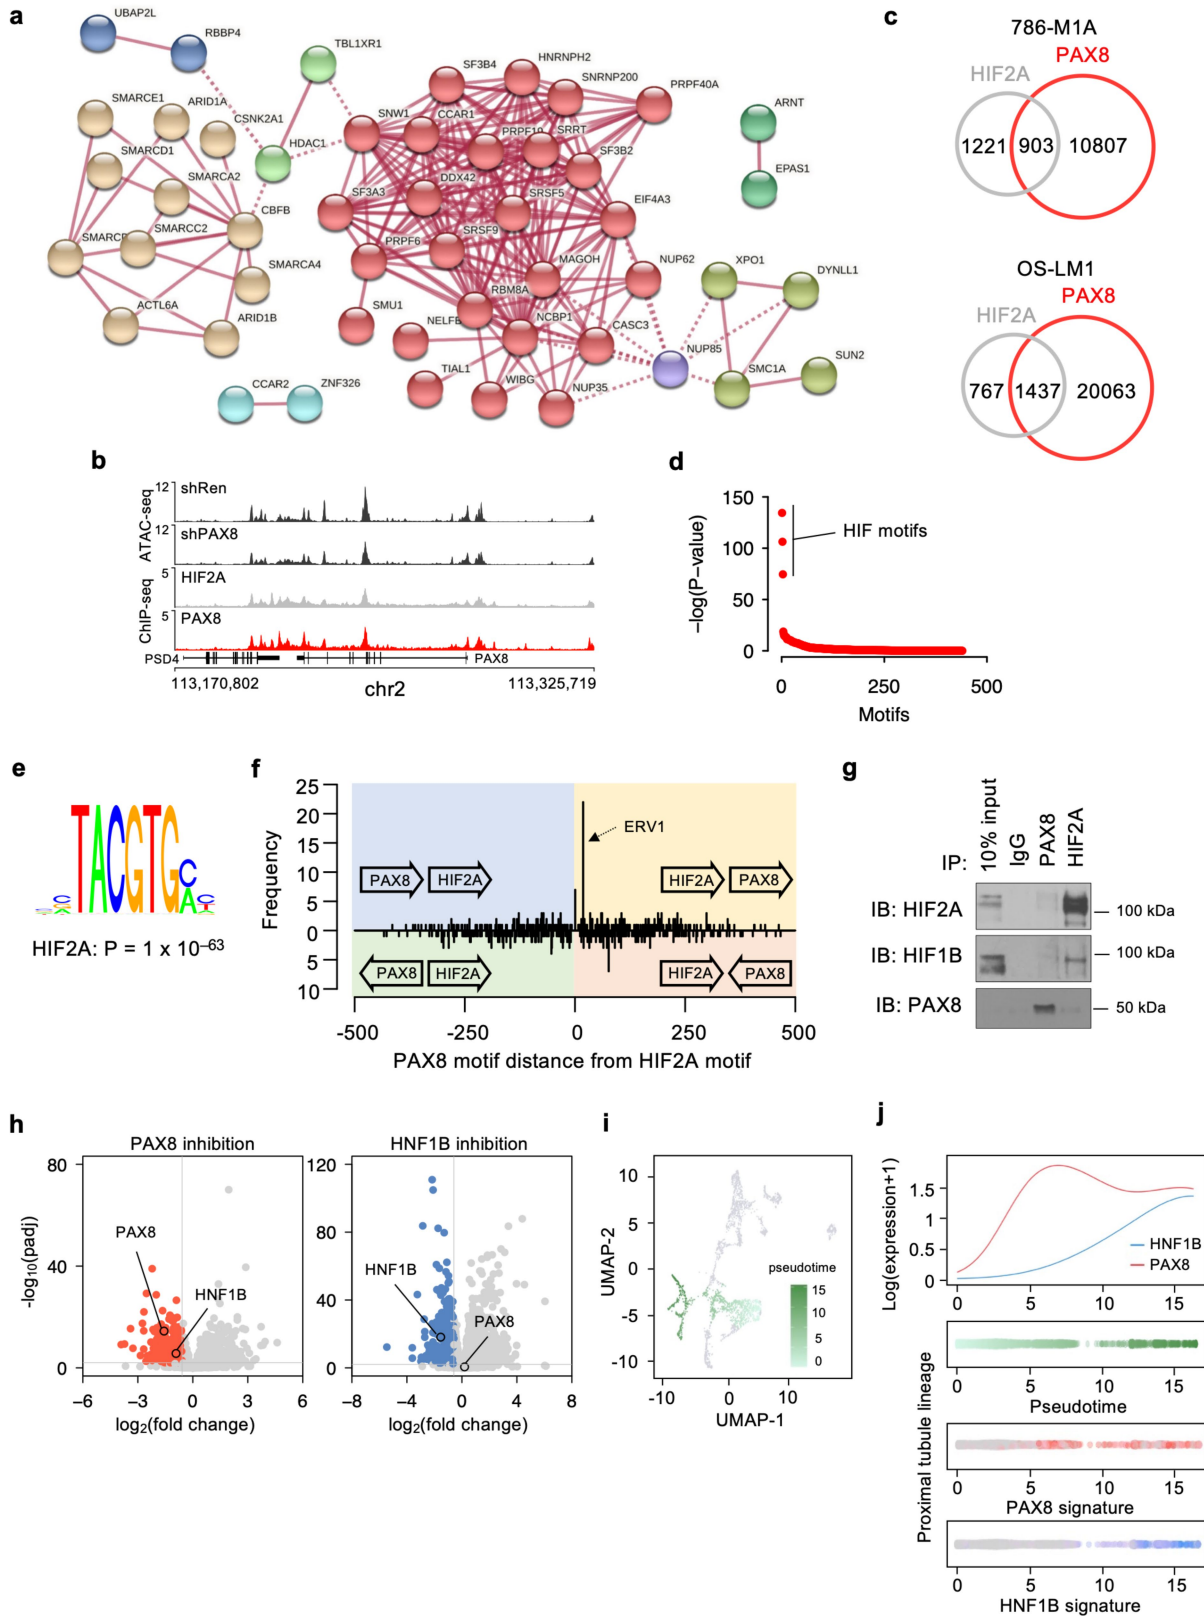 a
UBAP2L
RBBP4
TBL1XR1
SF3B4
HNRNPH2
SNRNP200
PRPF40A
SMARCE1
ARID1A
CSNK2A1
HDAC1
SNW1
CCAR1
PRPF19
SRRT
ARNT
SMARCD1
SMARCA2
SF3B2
EPAS1
CBFB
SF3A3
DDX42
SRSF5
EIF4A3
SMARCC2
PRPF6
SRSF9
MAGOH
NUP62
XPO1
DYNLL1
SMARCA4
ACTL6A
ARID1B
SMU1
RBM8A
NCBP1
CASC3
NUP85
NELFE
SMC1A
SUN2
CCAR2
ZNF326
TIAL1
WIBG
NUP35
c
786-M1A
PAX8
HIF2A
1221 903 10807
OS-LM1
PAX8
HIF2A
767 1437 20063
b
ATAC-seq
ChIP-seq
12
shRen
12
shPAX8
5
HIF2A
5
PAX8
PSD4
PAX8
113,170,802
chr2
113,325,719
d
–log(P–value)
150
100
50
0
HIF motifs
0 250 500
Motifs
e
TACGTG
HIF2A: P = 1 x 10⁻⁶³
f
Frequency
25
20
15
10
5
0
5
10
ERV1
PAX8 HIF2A
HIF2A PAX8
PAX8 HIF2A
HIF2A PAX8
-500 -250 0 250 500
PAX8 motif distance from HIF2A motif
g
IP:
10% input
IgG
PAX8
HIF2A
IB: HIF2A
100 kDa
IB: HIF1B
100 kDa
IB: PAX8
50 kDa
h
PAX8 inhibition
-log₁₀(padj)
80
40
0
PAX8
HNF1B
−6 −3 0 3 6
log₂(fold change)
HNF1B inhibition
120
80
40
0
HNF1B
PAX8
−8 −4 0 4 8
log₂(fold change)
i
UMAP-2
10
5
0
-5
-10
pseudotime
15
10
5
0
-10 0 10
UMAP-1
j
Log(expression+1)
1.5
1
0.5
0
HNF1B
PAX8
0 5 10 15
Proximal tubule lineage
0 5 10 15
Pseudotime
0 5 10 15
PAX8 signature
0 5 10 15
HNF1B signature